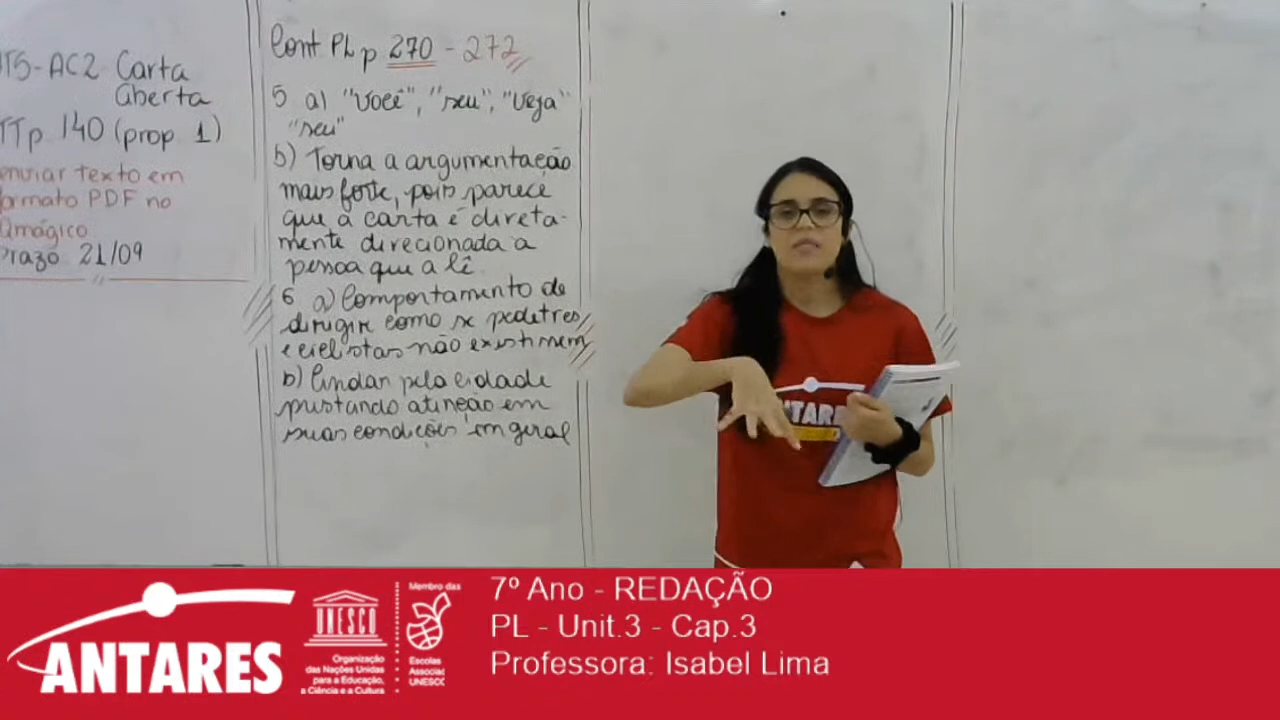 AT5-AC2 Carta
Aberta
TTp 140 (prop 1)
enviar texto em
formato PDF no
Qmágico
Prazo 21/09
Cont PL p 270 - 272
5 a) "Você", "seu", "Veja"
"seu"
b) Torna a argumentação
mais forte, pois parece
que a carta é direta-
mente direcionada a
pessoa que a lê
6 a) Comportamento de
dirigir como se pedetres
e ciclistas não existissem
b) Andar pela cidade
prestando atenção em
suas condições em geral
ANTARES
UNESCO
Organização
das Nações Unidas
para a Educação,
a Ciência e a Cultura
Membro das
Escolas
Associadas
UNESCO
7º Ano - REDAÇÃO
PL - Unit.3 - Cap.3
Professora: Isabel Lima